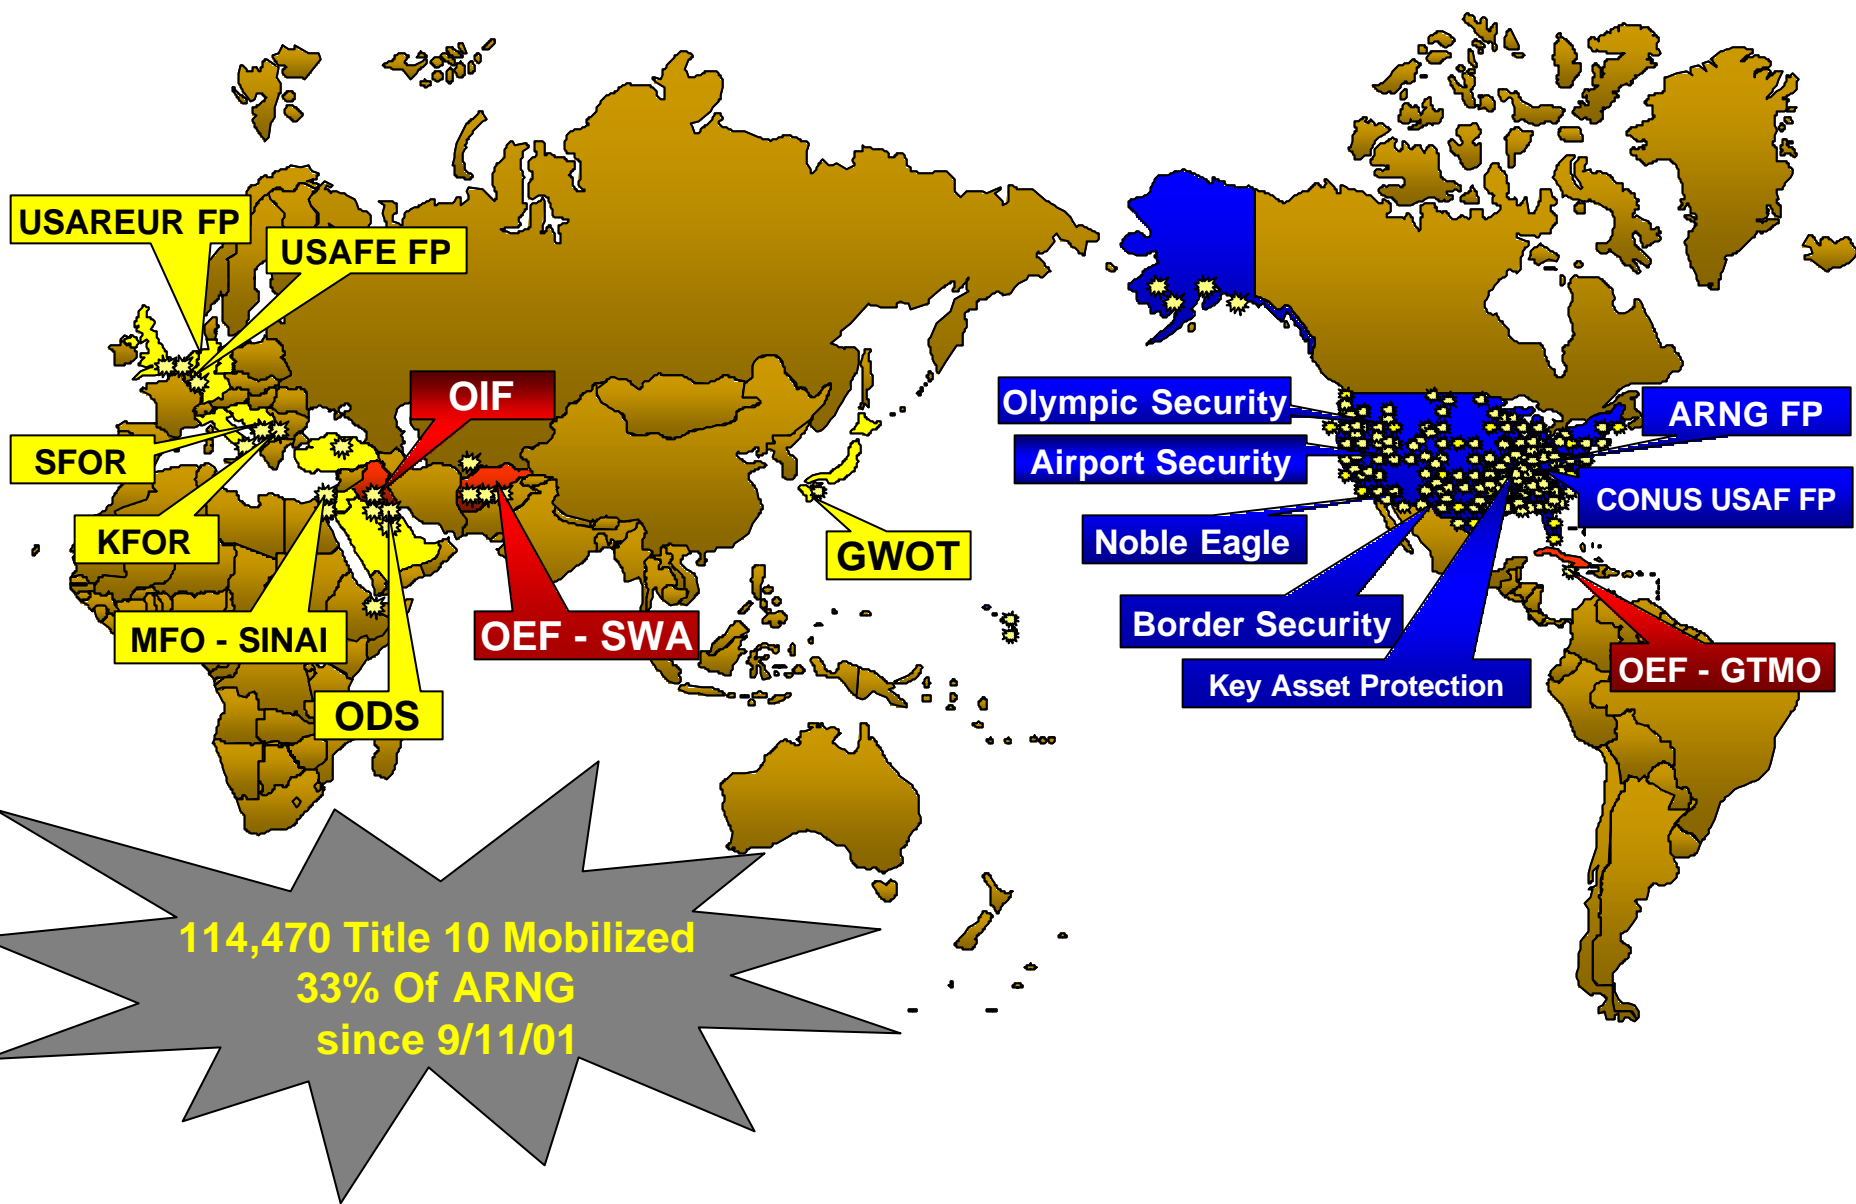 USAREUR FP
USAFE FP
OIF
SFOR
KFOR
GWOT
MFO - SINAI
OEF - SWA
ODS
Olympic Security
ARNG FP
Airport Security
CONUS USAF FP
Noble Eagle
Border Security
Key Asset Protection
OEF - GTMO
114,470 Title 10 Mobilized
33% Of ARNG
since 9/11/01